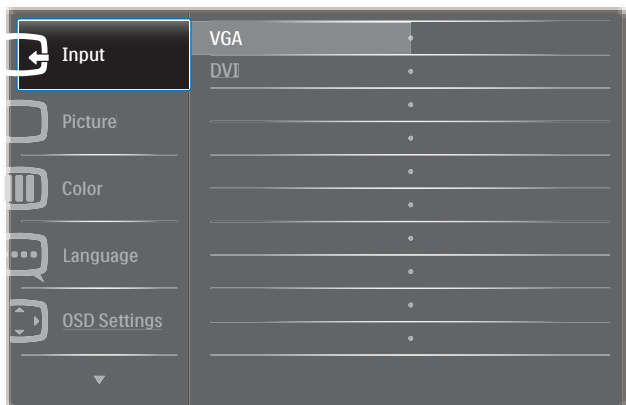 Input
VGA
DVI
Picture
Color
Language
OSD Settings